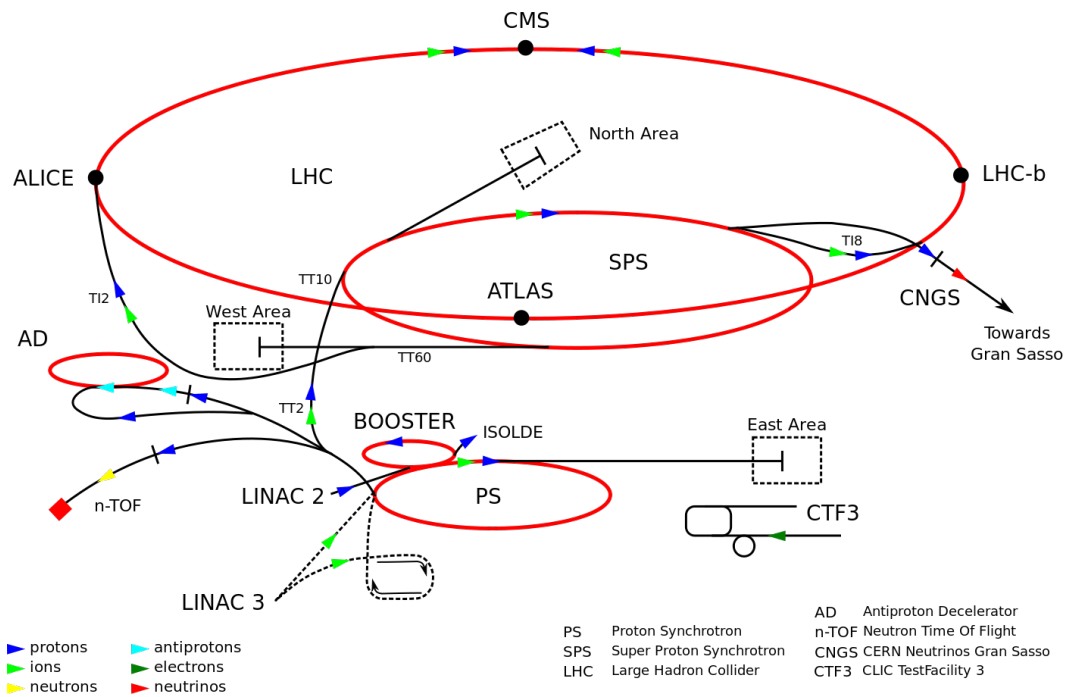 CMS
North Area
ALICE
LHC
LHC-b
TI8
SPS
TT10
ATLAS
CNGS
TI2
West Area
Towards
Gran Sasso
AD
TT60
TT2
BOOSTER
ISOLDE
East Area
LINAC 2
PS
n-TOF
CTF3
LINAC 3
protons
ions
neutrons
antiprotons
electrons
neutrinos
PS Proton Synchrotron
SPS Super Proton Synchrotron
LHC Large Hadron Collider
AD Antiproton Decelerator
n-TOF Neutron Time Of Flight
CNGS CERN Neutrinos Gran Sasso
CTF3 CLIC TestFacility 3